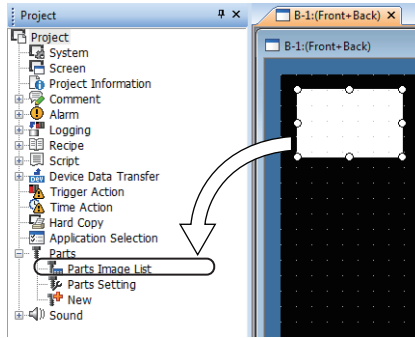 Project
Project
System
Screen
Project Information
Comment
Alarm
Logging
Recipe
Script
Dev Device Data Transfer
Trigger Action
Time Action
Hard Copy
Application Selection
Parts
Parts Image List
Parts Setting
New
Sound
B-1:(Front+Back)
B-1:(Front+Back)